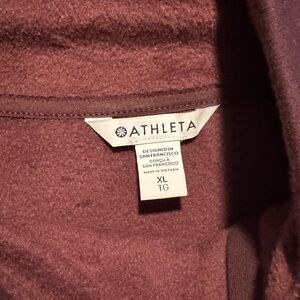 ATHLETA
DESIGNED IN
SAN FRANCISCO
CONÇU À
SAN FRANCISCO
MADE IN VIETNAM
XL
TG